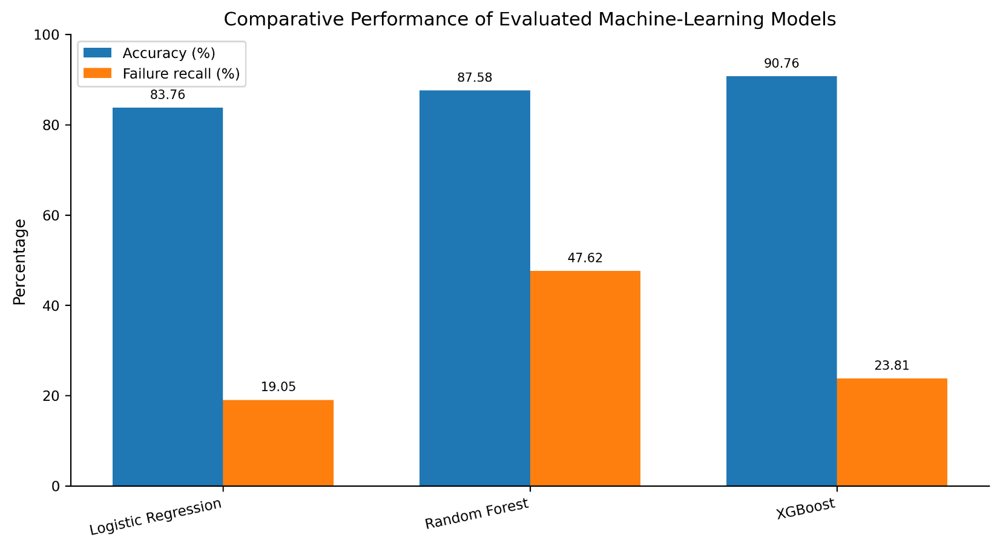 Comparative Performance of Evaluated Machine-Learning Models
Accuracy (%)
Failure recall (%)
Percentage
100
80
60
40
20
0
83.76
19.05
87.58
47.62
90.76
23.81
Logistic Regression
Random Forest
XGBoost